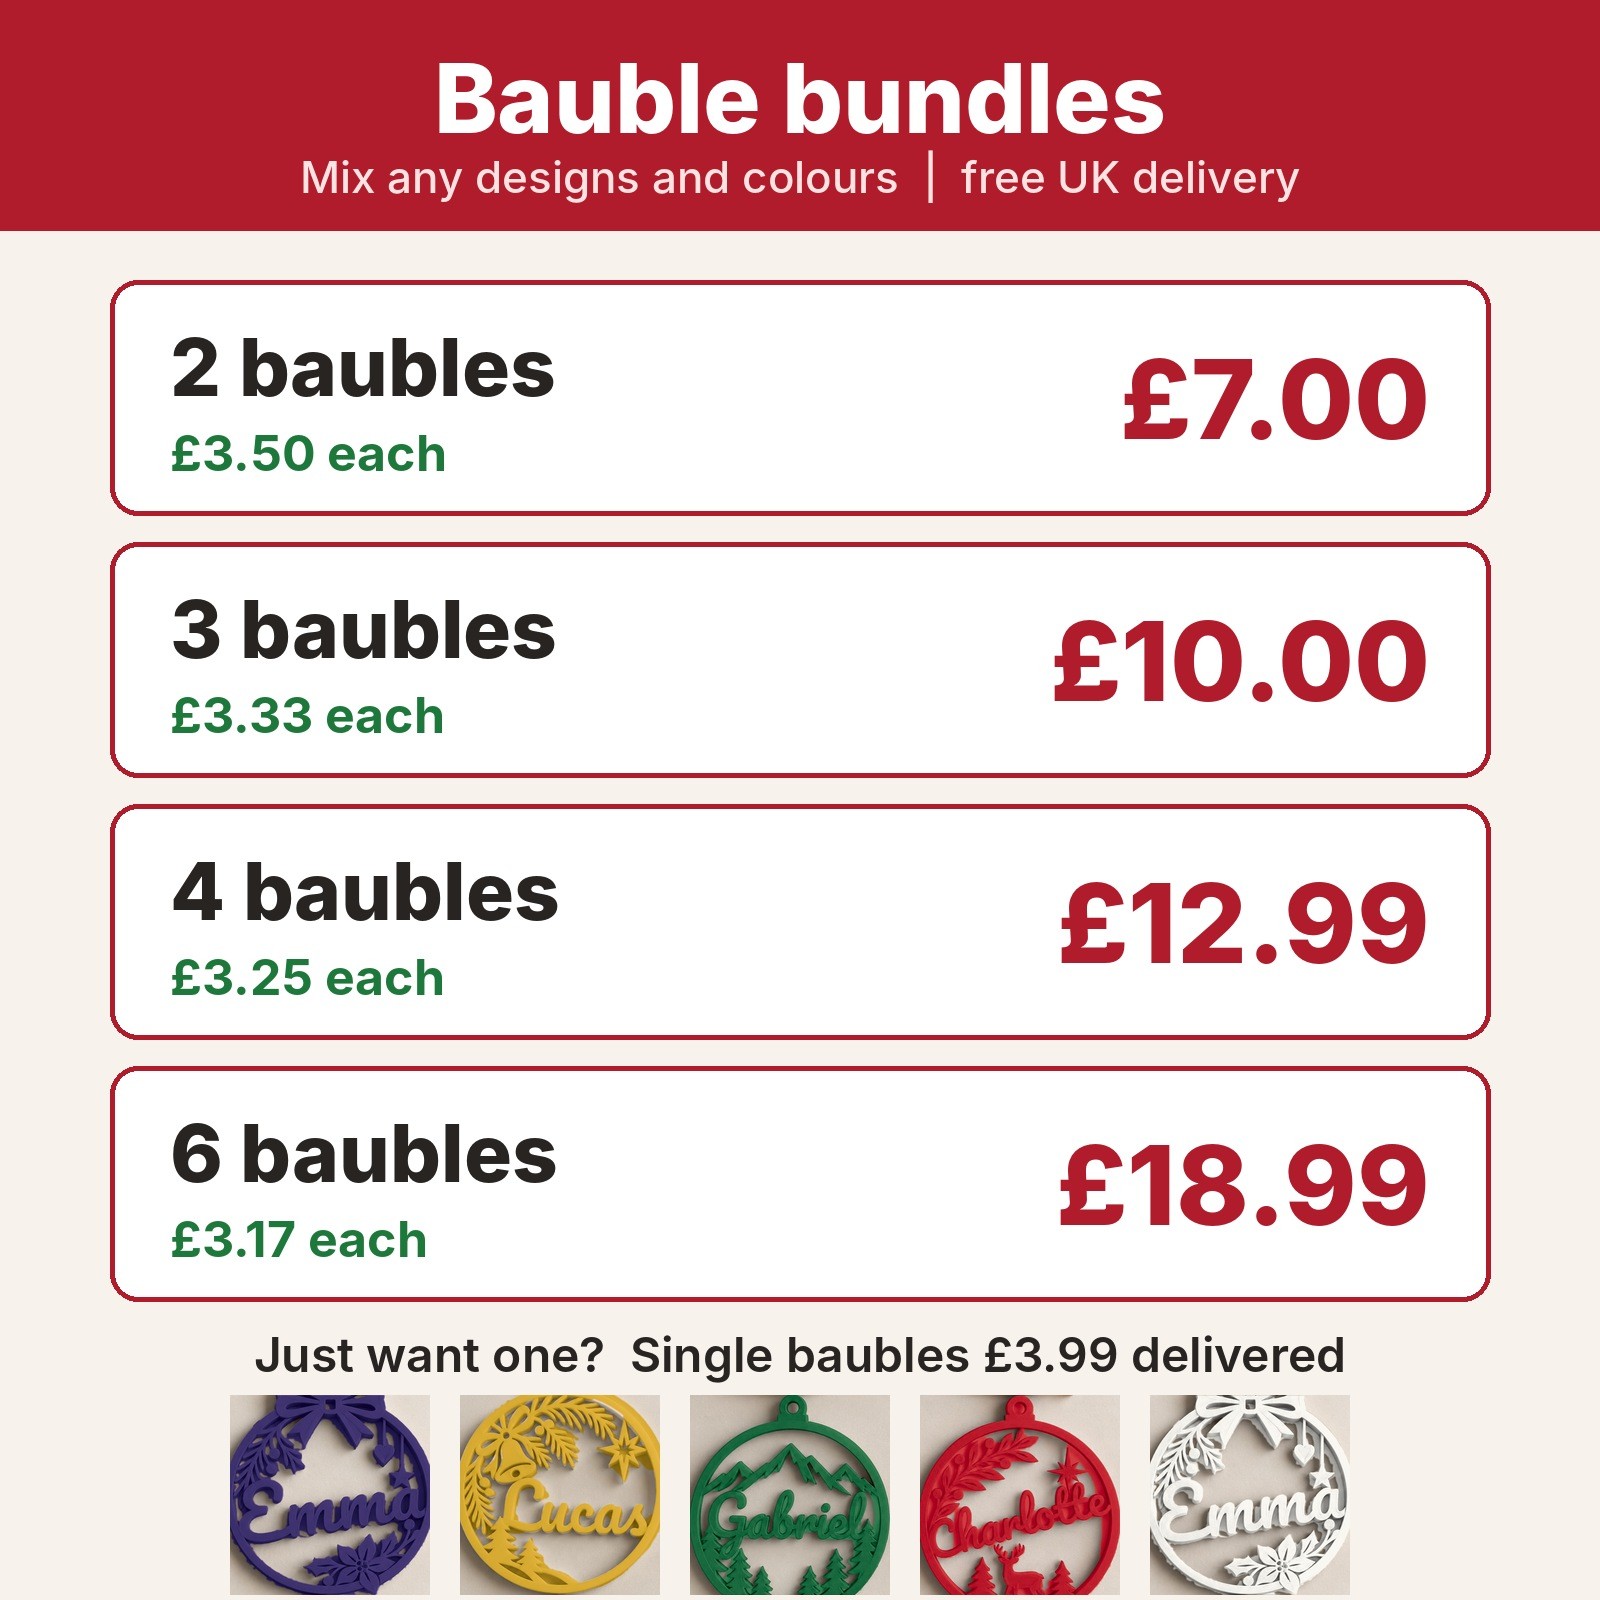 Bauble bundles
Mix any designs and colours | free UK delivery
2 baubles
£3.50 each
£7.00
3 baubles
£3.33 each
£10.00
4 baubles
£3.25 each
£12.99
6 baubles
£3.17 each
£18.99
Just want one? Single baubles £3.99 delivered
Emma
Lucas
Gabriel
Charlotte
Emma